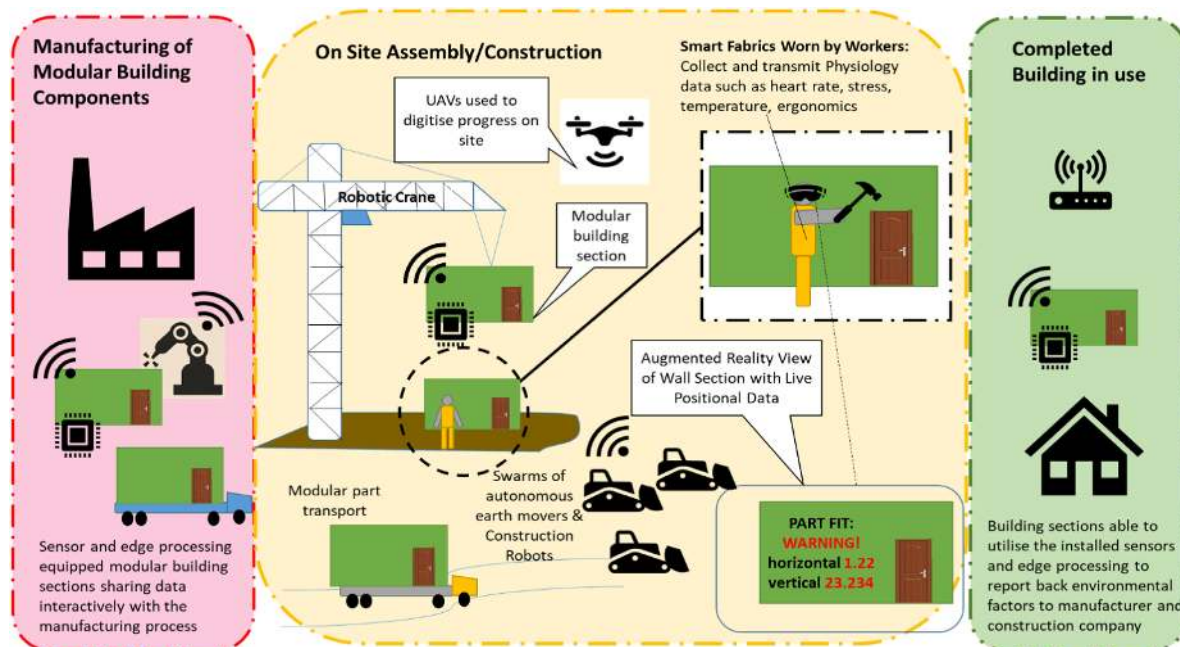 Manufacturing of
Modular Building
Components
Sensor and edge processing
equipped modular building
sections sharing data
interactively with the
manufacturing process
On Site Assembly/Construction
UAVs used to
digitise progress on
site
Robotic Crane
Modular
building
section
Smart Fabrics Worn by Workers:
Collect and transmit Physiology
data such as heart rate, stress,
temperature, ergonomics
Augmented Reality View
of Wall Section with Live
Positional Data
Modular part
transport
Swarms of
autonomous
earth movers &
Construction
Robots
PART FIT:
WARNING!
horizontal 1.22
vertical 23.234
Completed
Building in use
Building sections able to
utilise the installed sensors
and edge processing to
report back environmental
factors to manufacturer and
construction company